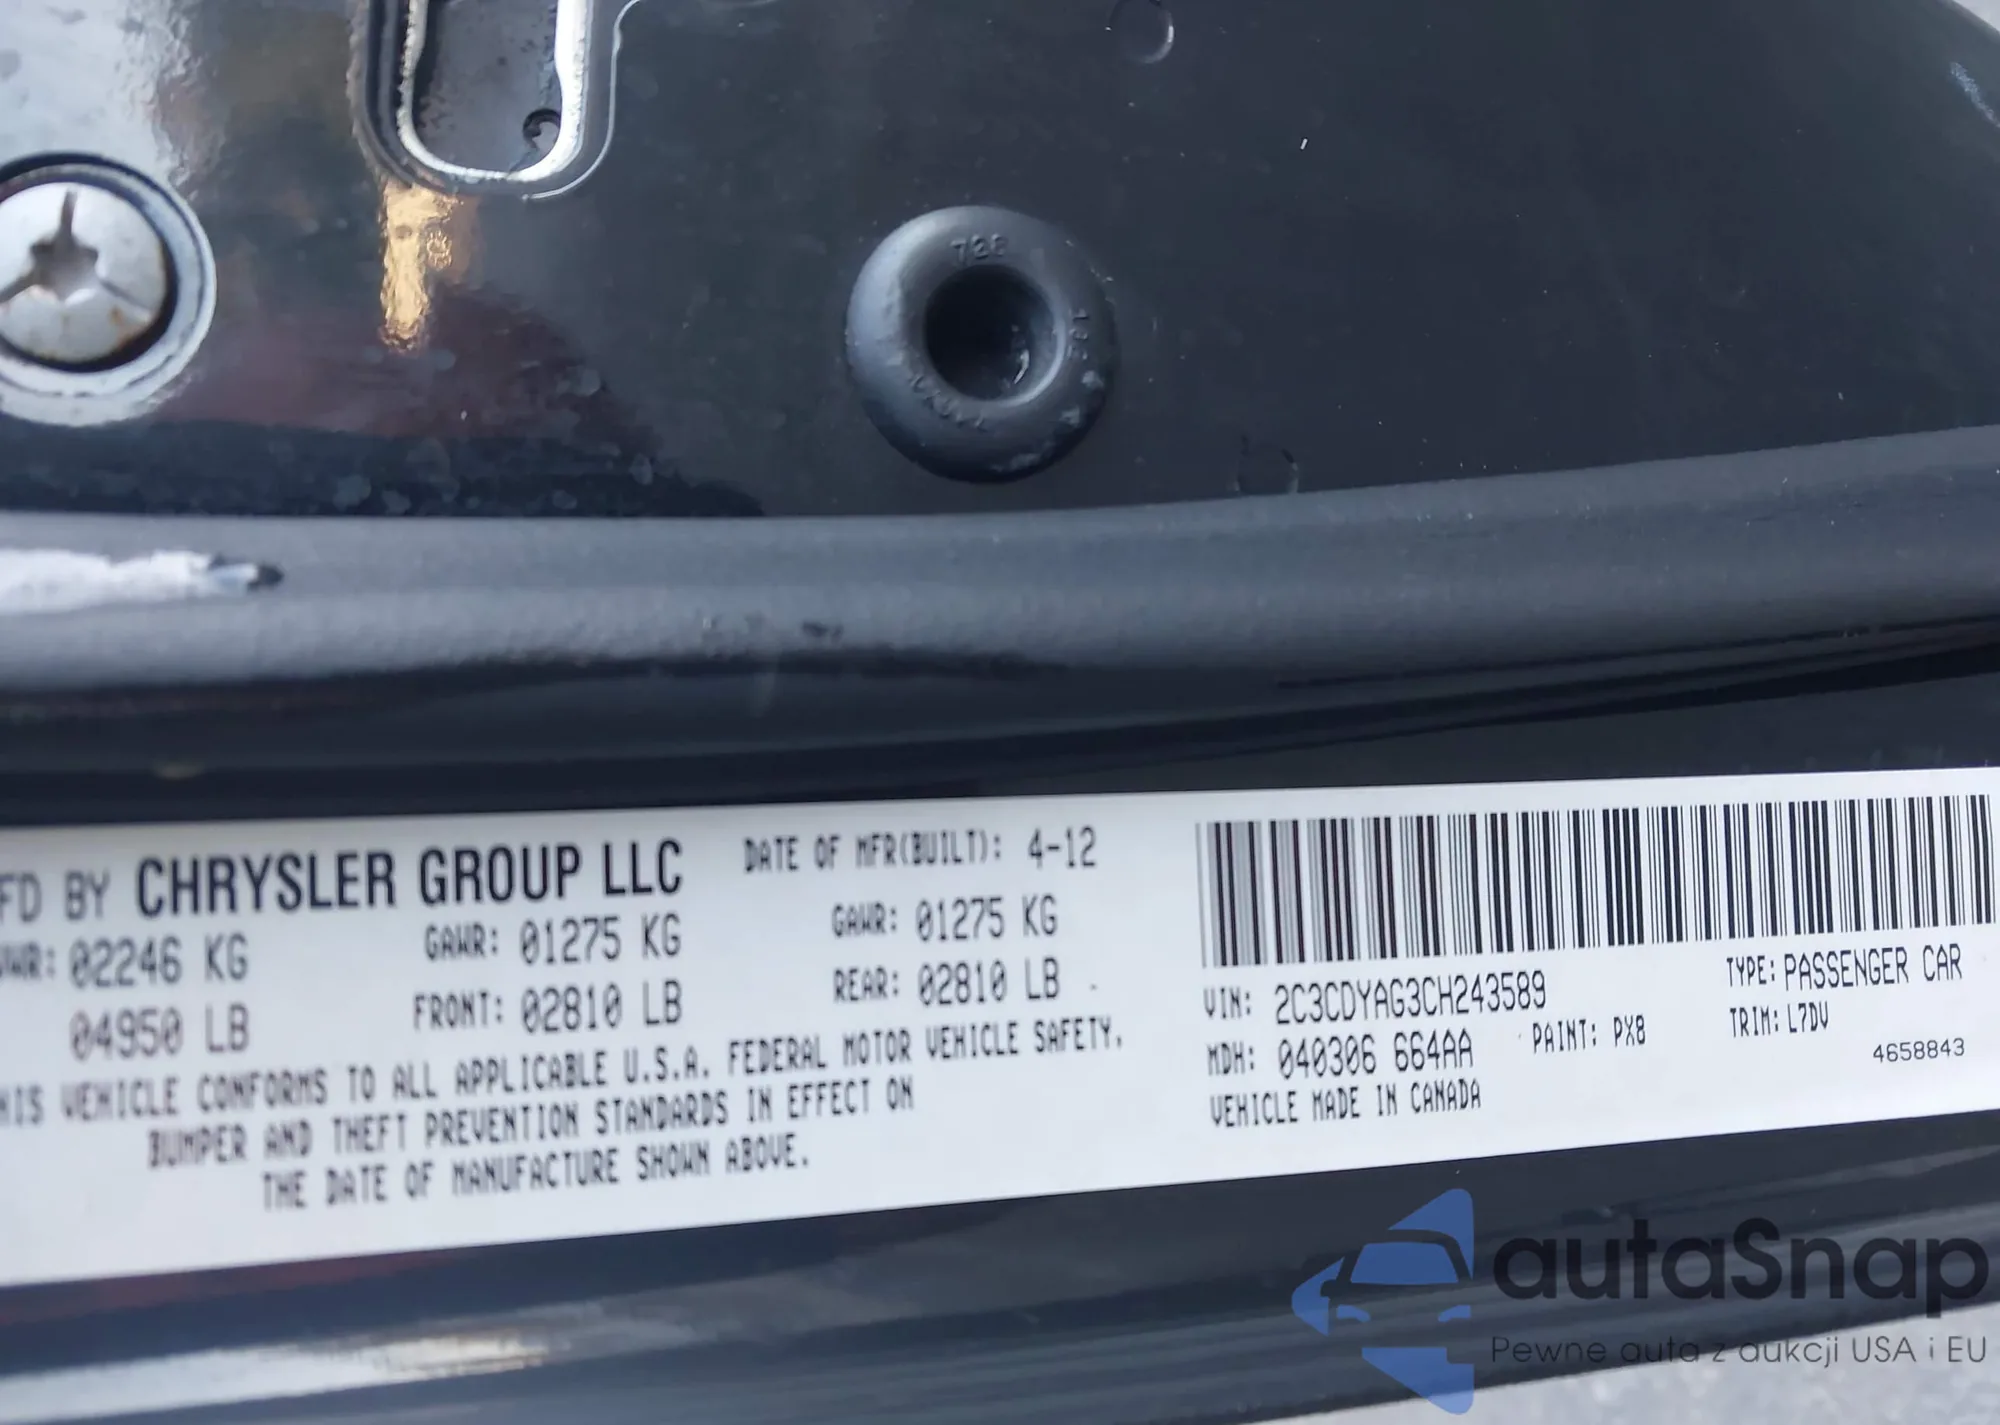 728
FD BY CHRYSLER GROUP LLC
DATE OF MFR(BUILT): 4-12
WR: 02246 KG
GAWR: 01275 KG
GAWR: 01275 KG
04950 LB
FRONT: 02810 LB
REAR: 02810 LB
HIS VEHICLE CONFORMS TO ALL APPLICABLE U.S.A. FEDERAL MOTOR VEHICLE SAFETY,
BUMPER AND THEFT PREVENTION STANDARDS IN EFFECT ON
THE DATE OF MANUFACTURE SHOWN ABOVE.
VIN: 2C3CDYAG3CH243589
TYPE: PASSENGER CAR
MDH: 040306 664AA
PAINT: PX8
TRIM: L7DV
VEHICLE MADE IN CANADA
4658843
autaSnap
Pewne auta z aukcji USA i EU